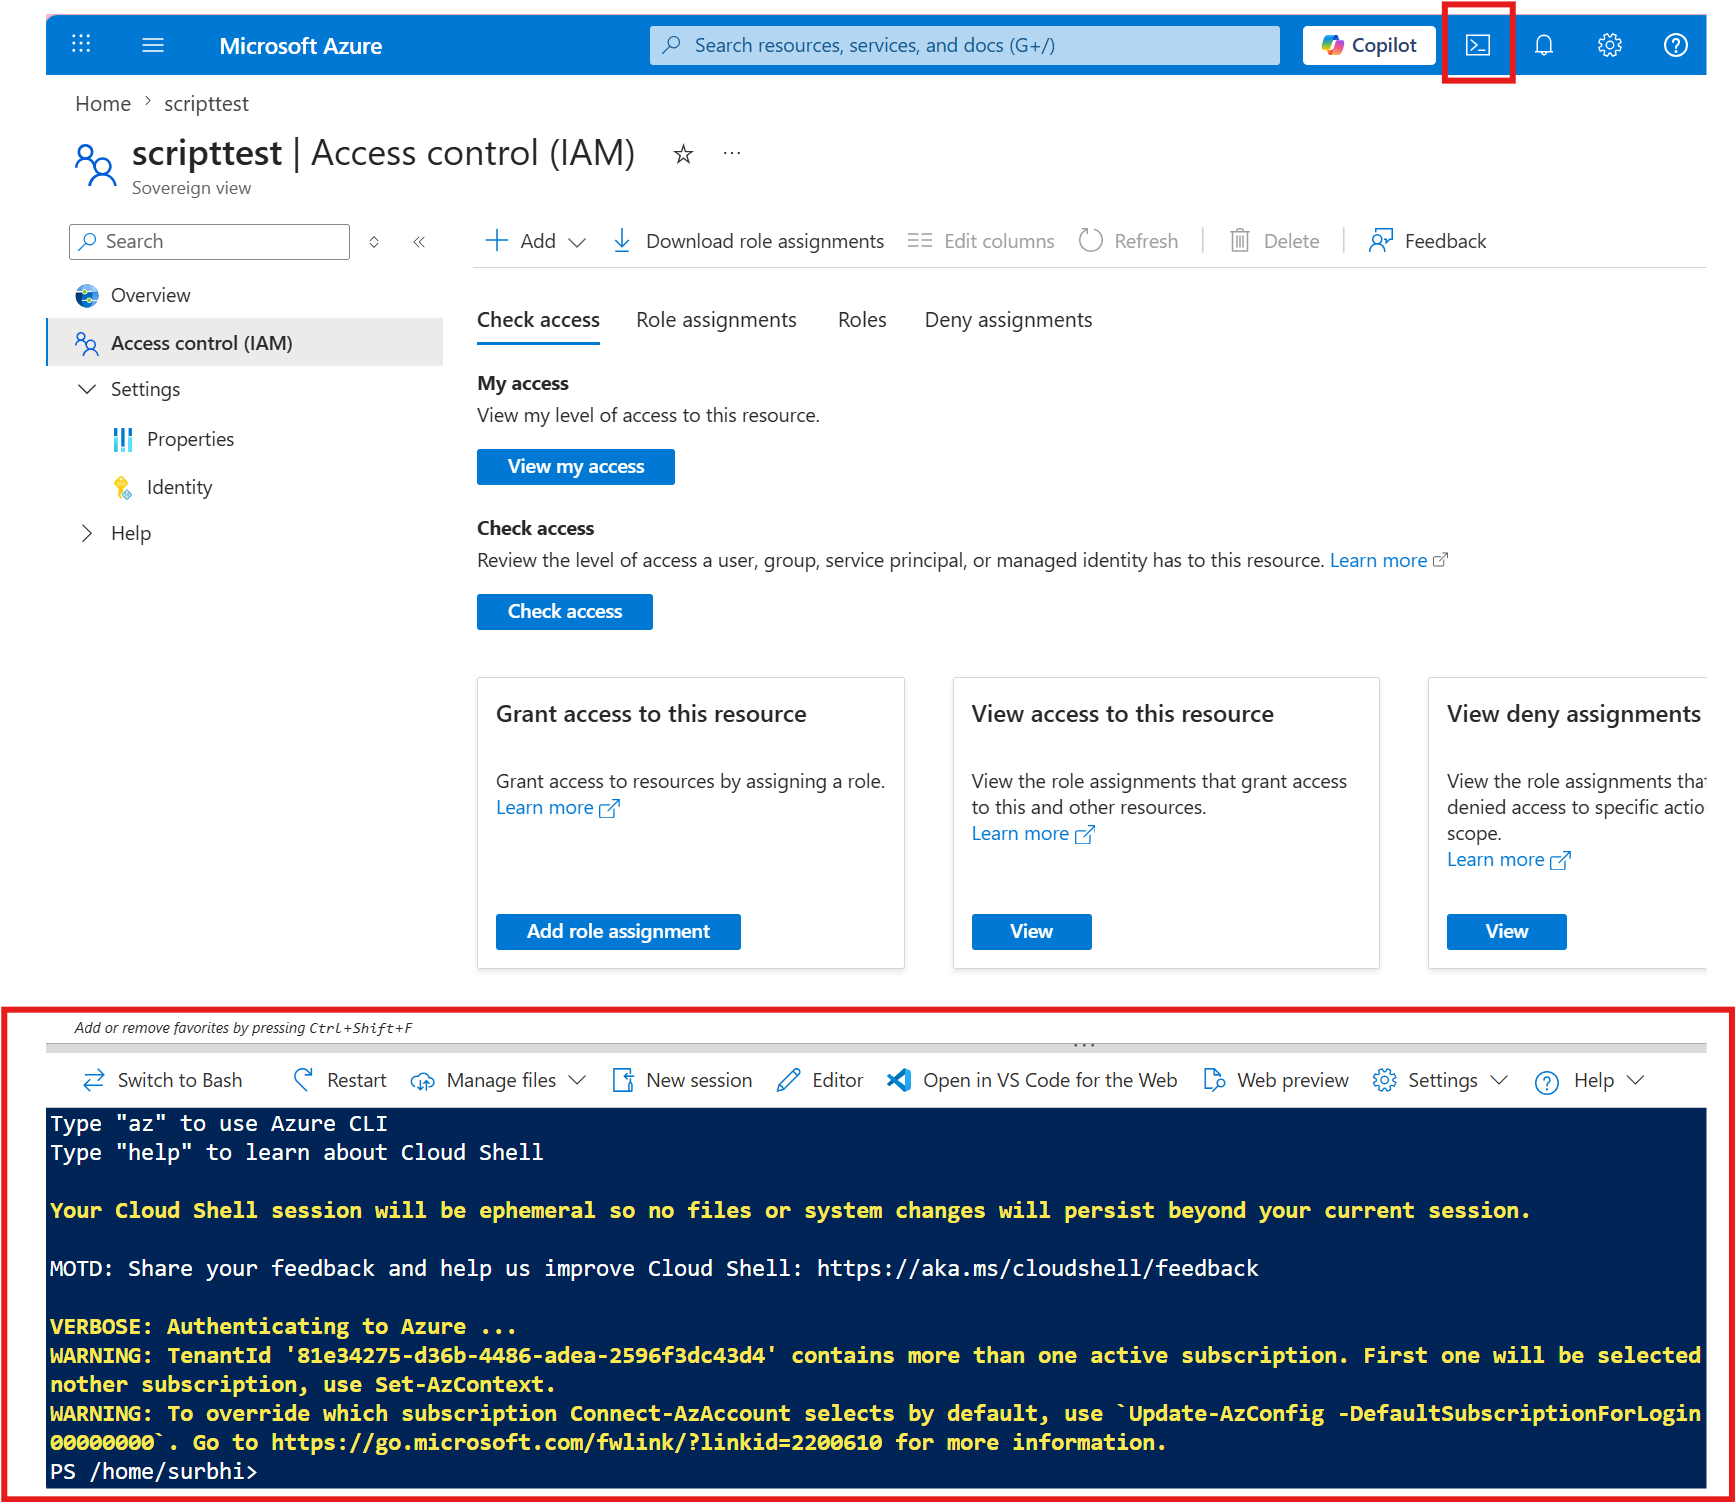 Microsoft Azure
Search resources, services, and docs (G+/)
Copilot
Home > scripttest
scripttest | Access control (IAM)
Sovereign view
Search
Add
Download role assignments
Edit columns
Refresh
Delete
Feedback
Overview
Access control (IAM)
Settings
Properties
Identity
Help
Check access
Role assignments
Roles
Deny assignments
My access
View my level of access to this resource.
View my access
Check access
Review the level of access a user, group, service principal, or managed identity has to this resource. Learn more
Check access
Grant access to this resource
Grant access to resources by assigning a role.
Learn more
Add role assignment
View access to this resource
View the role assignments that grant access
to this and other resources.
Learn more
View
View deny assignments
View the role assignments tha
denied access to specific actio
scope.
Learn more
View
Add or remove favorites by pressing Ctrl+Shift+F
Switch to Bash
Restart
Manage files
New session
Editor
Open in VS Code for the Web
Web preview
Settings
Help
Type "az" to use Azure CLI
Type "help" to learn about Cloud Shell
Your Cloud Shell session will be ephemeral so no files or system changes will persist beyond your current session.
MOTD: Share your feedback and help us improve Cloud Shell: https://aka.ms/cloudshell/feedback
VERBOSE: Authenticating to Azure ...
WARNING: TenantId '81e34275-d36b-4486-adea-2596f3dc43d4' contains more than one active subscription. First one will be selected
nother subscription, use Set-AzContext.
WARNING: To override which subscription Connect-AzAccount selects by default, use `Update-AzConfig -DefaultSubscriptionForLogin
00000000`. Go to https://go.microsoft.com/fwlink/?linkid=2200610 for more information.
PS /home/surbhi>